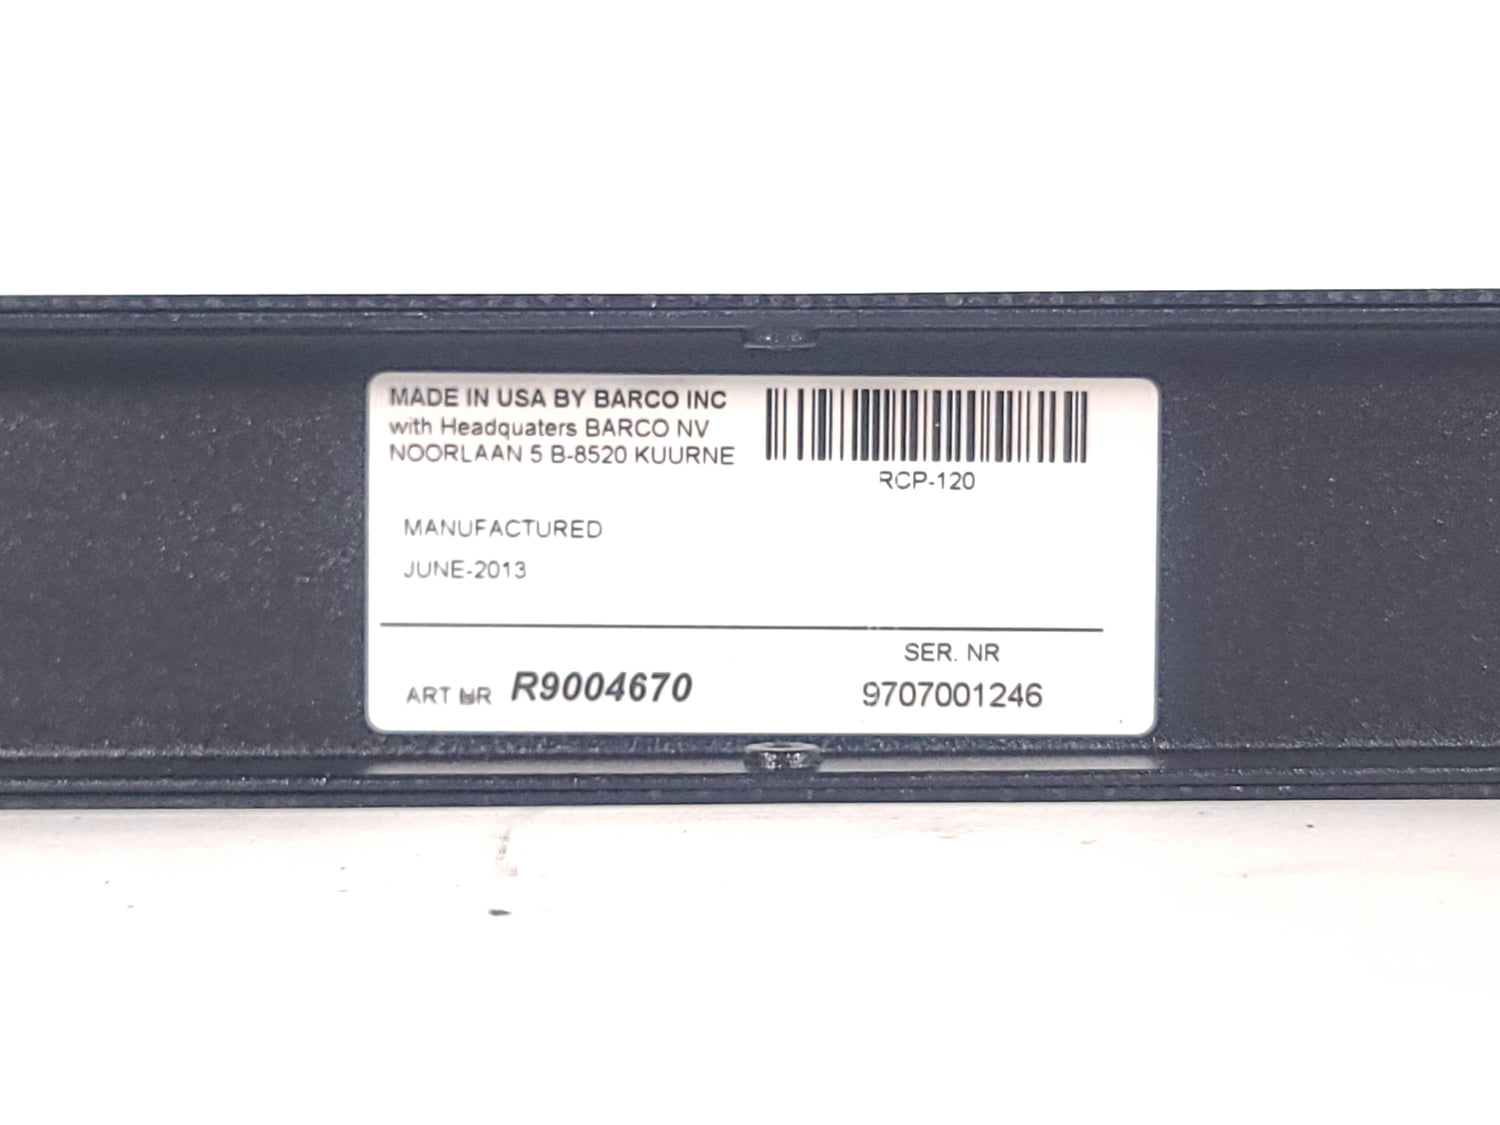 MADE IN USA BY BARCO INC
with Headquaters BARCO NV
NOORLAAN 5 B-8520 KUURNE
RCP-120
MANUFACTURED
JUNE-2013
SER. NR
ART NR R9004670
9707001246